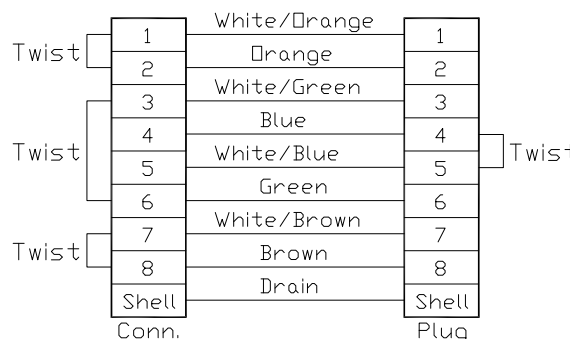 White/Orange
1 1
Twist Orange
2 2
White/Green
3 3
Blue
4 4
Twist White/Blue Twist
5 5
Green
6 6
White/Brown
7 7
Twist Brown
8 8
Drain
Shell Shell
Conn. Plug